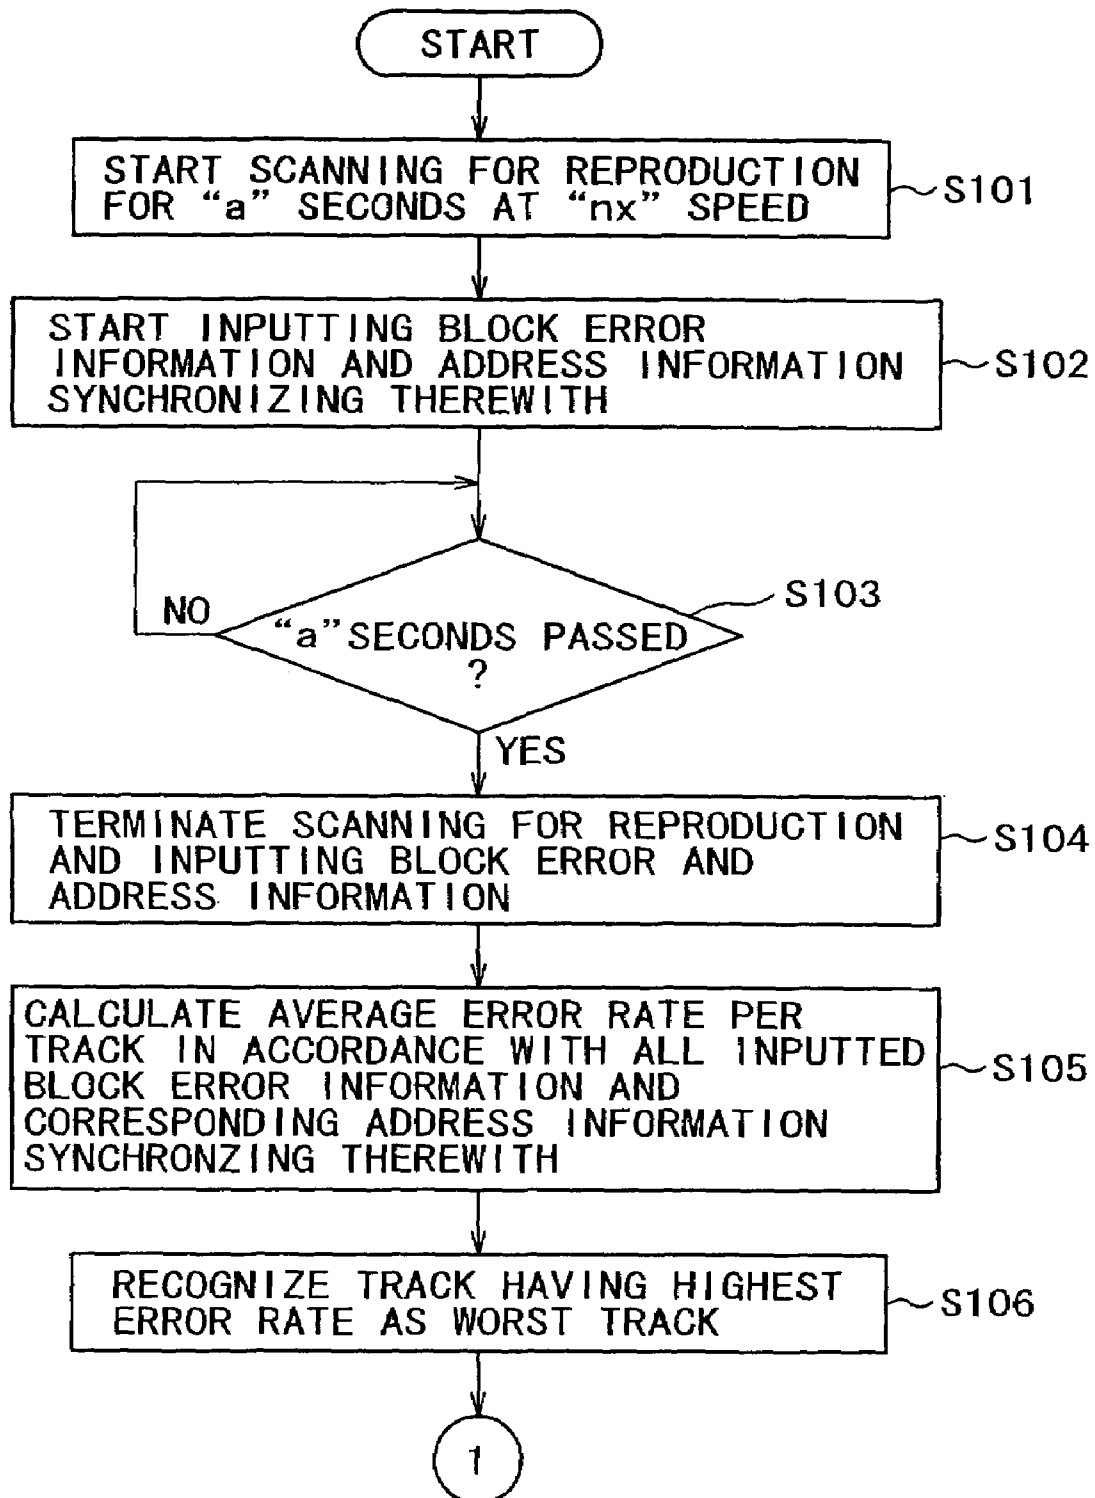 START
START SCANNING FOR REPRODUCTION
FOR “a” SECONDS AT “nx” SPEED
S101
START INPUTTING BLOCK ERROR
INFORMATION AND ADDRESS INFORMATION
SYNCHRONIZING THEREWITH
S102
S103
NO
“a” SECONDS PASSED
?
YES
TERMINATE SCANNING FOR REPRODUCTION
AND INPUTTING BLOCK ERROR AND
ADDRESS INFORMATION
S104
CALCULATE AVERAGE ERROR RATE PER
TRACK IN ACCORDANCE WITH ALL INPUTTED
BLOCK ERROR INFORMATION AND
CORRESPONDING ADDRESS INFORMATION
SYNCHRONZING THEREWITH
S105
RECOGNIZE TRACK HAVING HIGHEST
ERROR RATE AS WORST TRACK
S106
1